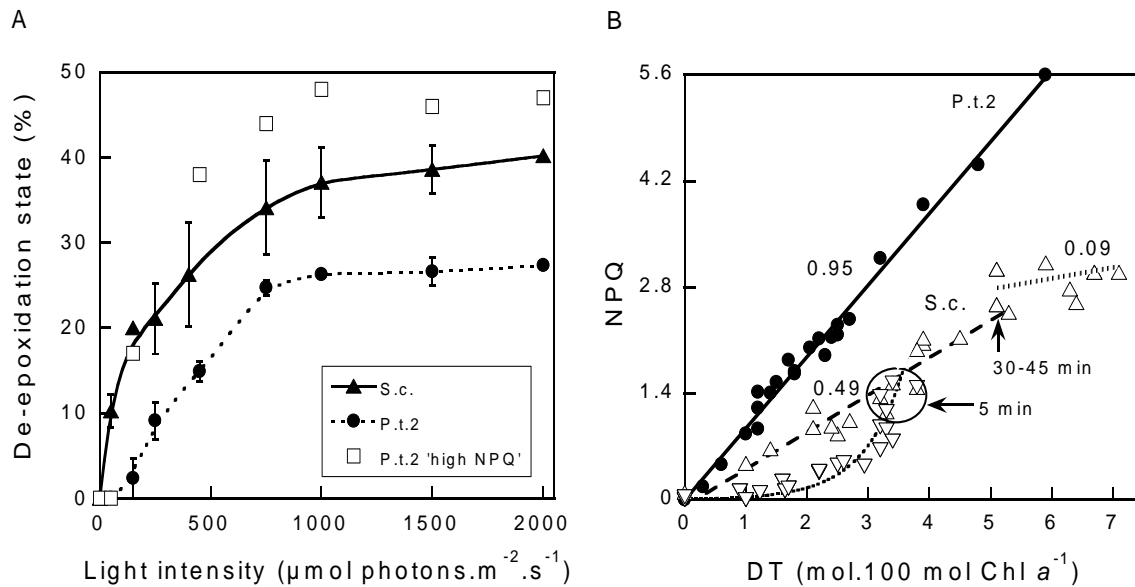 A
De-epoxidation state (%)
50
40
30
20
10
0
0
500
1000
1500
2000
S.c.
P.t.2
P.t.2 'high NPQ'
Light intensity (µmol photons.m⁻².s⁻¹)
B
NPQ
5.6
4.2
2.8
1.4
0
0
1
2
3
4
5
6
7
P.t.2
0.95
0.09
S.c.
30-45 min
0.49
5 min
DT (mol.100 mol Chl a⁻¹)